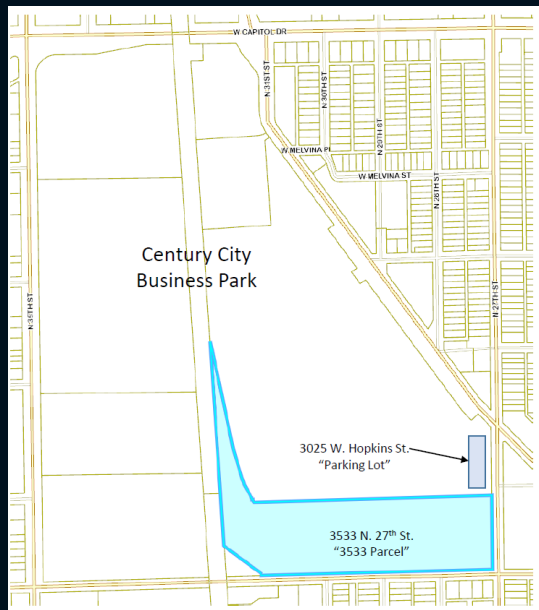 W CAPITOL DR
N 31ST ST
N 30TH ST
N 29TH ST
W MELVINA PL
W MELVINA ST
N 28TH ST
N 27TH ST
Century City
Business Park
N 35TH ST
3025 W. Hopkins St.
“Parking Lot”
3533 N. 27th St.
“3533 Parcel”